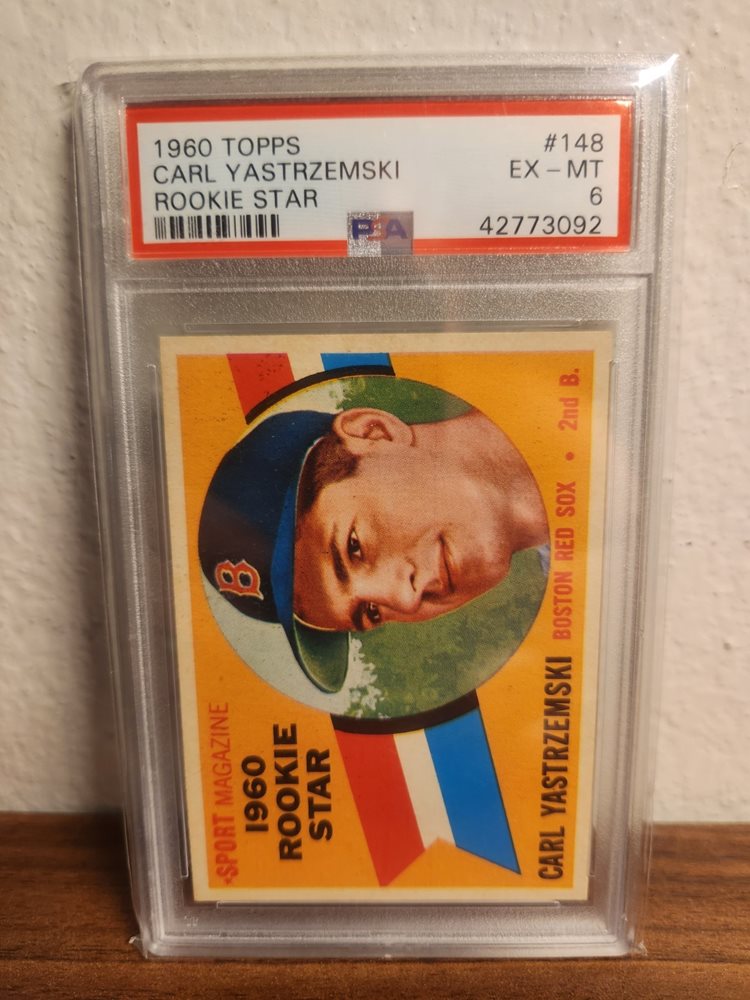 1960 TOPPS #148
CARL YASTRZEMSKI EX - MT
ROOKIE STAR 6
42773092
PSA
B
★SPORT MAGAZINE
1960
ROOKIE
STAR
CARL YASTRZEMSKI BOSTON RED SOX • 2nd B.